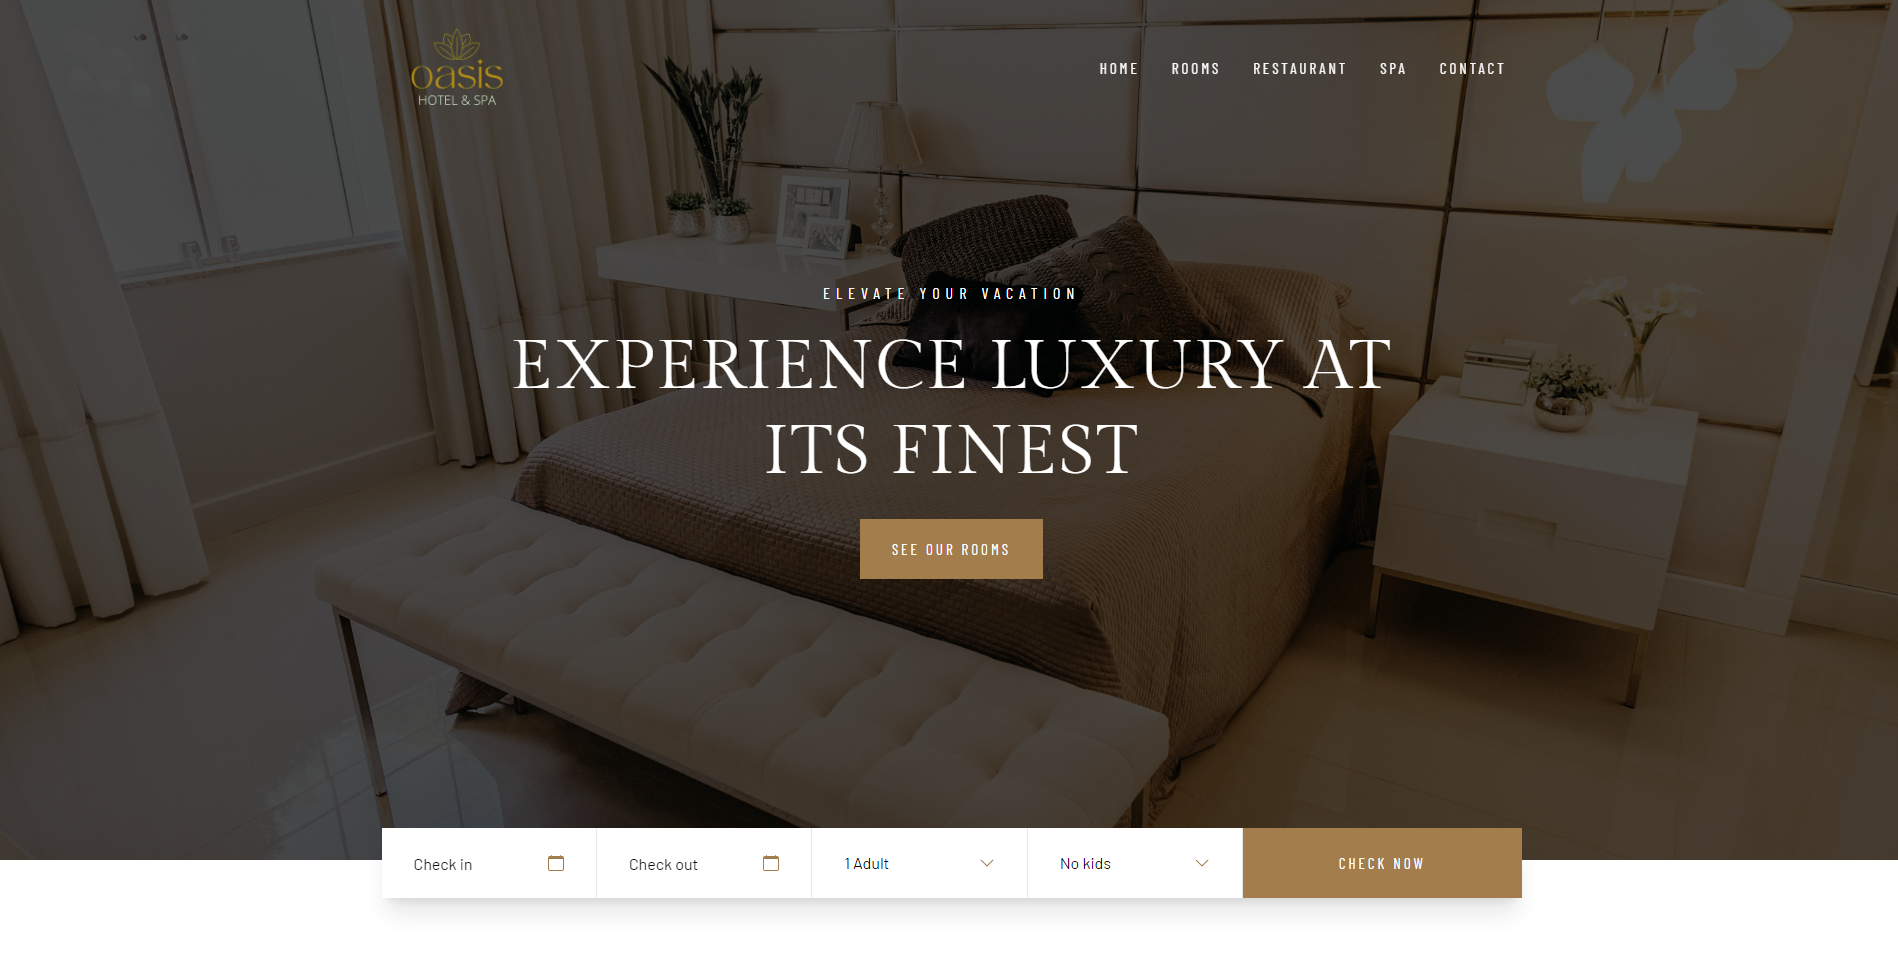 oasis
HOTEL & SPA
HOME ROOMS RESTAURANT SPA CONTACT
ELEVATE YOUR VACATION
EXPERIENCE LUXURY AT
ITS FINEST
SEE OUR ROOMS
Check in Check out 1 Adult No kids CHECK NOW